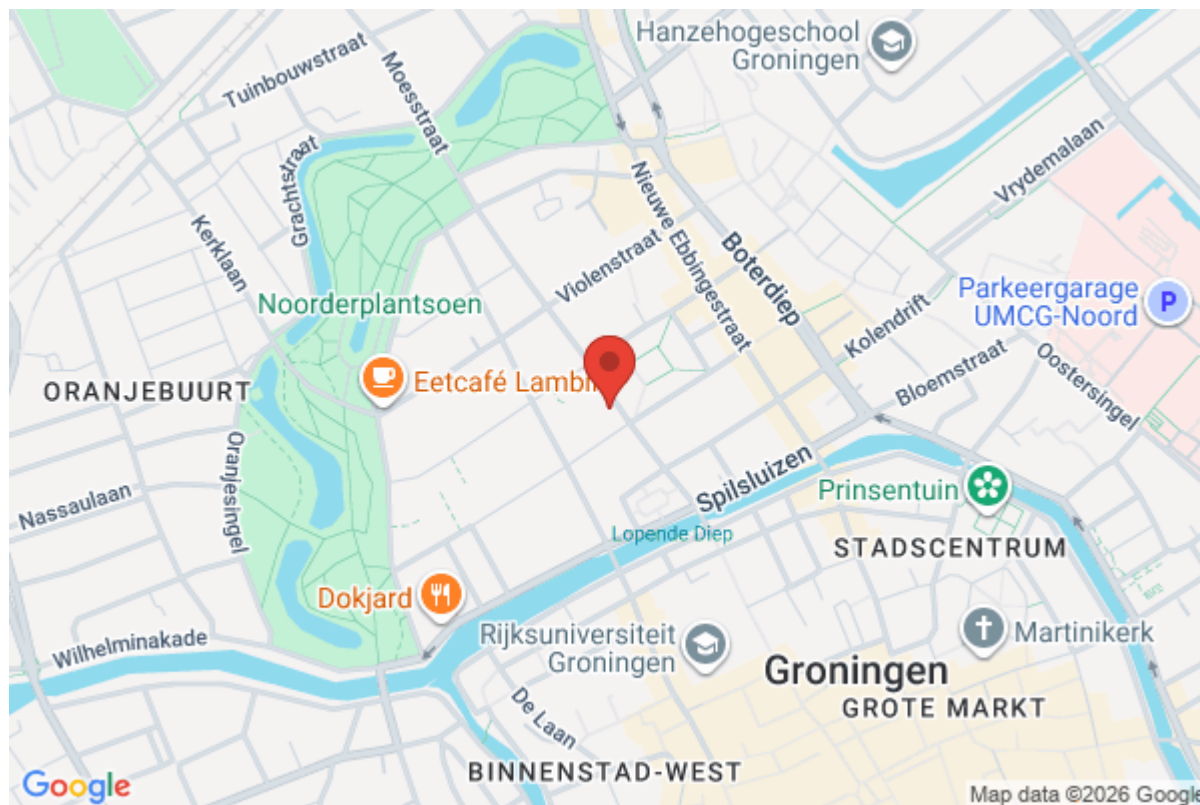 Hanzehogeschool
Groningen
Tuinbouwstraat
Moesstraat
Grachtstraat
Kerklaan
Nieuwe Ebbingestraat
Vrydemalaan
Violenstraat
Boterdiep
Noorderplantsoen
Parkeergarage
UMCG-Noord
P
Kolendrift
Bloemstraat
Oostersingel
ORANJEBUURT
Eetcafé Lambi
Oranjesingel
Nassaulaan
Spilsluizen
Prinsentuin
Lopende Diep
STADSCENTRUM
Dokjard
Wilhelminakade
Rijksuniversiteit
Groningen
Martinikerk
Groningen
GROTE MARKT
De Laan
BINNENSTAD-WEST
Google
Map data ©2026 Google